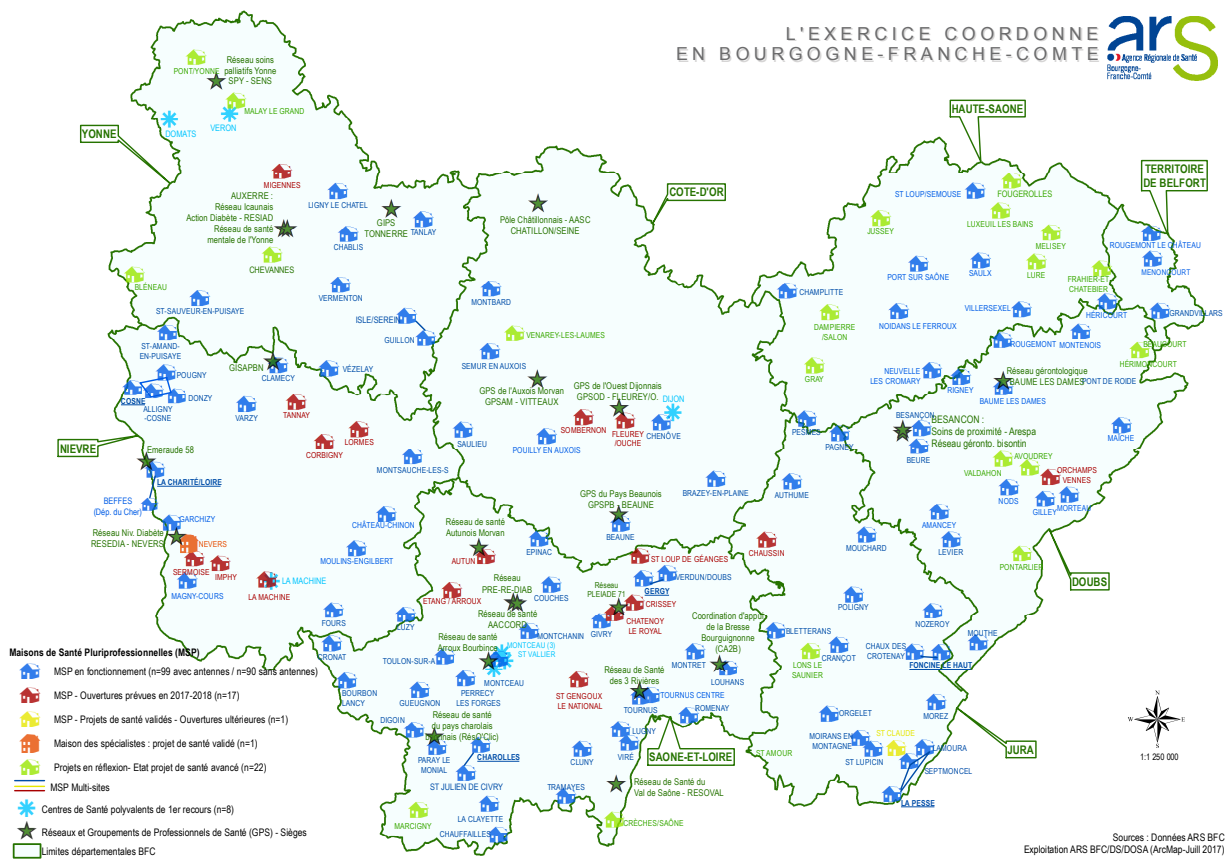 L'EXERCICE COORDONNE
EN BOURGOGNE-FRANCHE-COMTE
ars
Agence Régionale de Santé
Bourgogne-
Franche-Comté
YONNE
PONT/YONNE
Réseau soins
palliatifs Yonne
SPY - SENS
MALAY LE GRAND
DOMATS
VERON
MIGENNES
AUXERRE :
Réseau Icaunais
Action Diabète - RESIAD
Réseau de santé
mentale de l'Yonne
LIGNY LE CHATEL
GIPS
TONNERRE
TANLAY
CHABLIS
CHEVANNES
BLÉNEAU
VERMENTON
ST-SAUVEUR-EN-PUISAYE
ISLE/SEREIN
GUILLON
VÉZELAY
COTE-D'OR
Pôle Châtillonnais - AASC
CHATILLON/SEINE
MONTBARD
VENAREY-LES-LAUMES
SEMUR EN AUXOIS
GPS de l'Auxois Morvan
GPSAM - VITTEAUX
GPS de l'Ouest Dijonnais
GPSOD - FLEUREY/O.
DIJON
SOMBERNON
FLEUREY
/OUCHE
CHENÔVE
SAULIEU
POUILLY EN AUXOIS
BRAZEY-EN-PLAINE
GPS du Pays Beaunois
GPSPB - BEAUNE
BEAUNE
HAUTE-SAONE
ST LOUP/SEMOUSE
FOUGEROLLES
JUSSEY
LUXEUIL LES BAINS
MELISEY
PORT SUR SAÔNE
SAULX
LURE
FRAHIER-ET
CHATEBIER
CHAMPLITTE
DAMPIERRE
/SALON
NOIDANS LE FERROUX
VILLERSEXEL
HÉRICOURT
GRAY
NEUVELLE
LES CROMARY
RIGNEY
PESMES
TERRITOIRE
DE BELFORT
ROUGEMONT LE CHÂTEAU
MENONCOURT
GRANDVILLARS
BEAUCOURT
HÉRIMONCOURT
ROUGEMONT
MONTENOIS
PONT DE ROIDE
Réseau gérontologique
BAUME LES DAMES
BAUME LES DAMES
BESANÇON
BESANÇON :
Soins de proximité - Arespa
Réseau géronto. bisontin
BEURE
MAÎCHE
VALDAHON
AVOUDREY
ORCHAMPS
VENNES
NODS
GILLEY
MORTEAU
AMANCEY
LEVIER
PONTARLIER
DOUBS
MOUTHE
NIEVRE
ST-AMAND-
EN-PUISAYE
POUGNY
COSNE
ALLIGNY
-COSNE
DONZY
GISAPBN
CLAMECY
VARZY
TANNAY
LORMES
CORBIGNY
MONTSAUCHE-LES-S
Emeraude 58
LA CHARITÉ/LOIRE
BEFFES
(Dép. du Cher)
GARCHIZY
Réseau Niv. Diabète
RESEDIA - NEVERS
NEVERS
SERMOISE
IMPHY
MAGNY-COURS
LA MACHINE
LA MACHINE
CHÂTEAU-CHINON
MOULINS-ENGILBERT
FOURS
LUZY
PAGNEY
AUTHUME
CHAUSSIN
MOUCHARD
POLIGNY
NOZEROY
BLETTERANS
LONS LE
SAUNIER
CRANÇOT
CHAUX DES
CROTENAY
FONCINE LE HAUT
MOREZ
ORGELET
MOIRANS EN
MONTAGNE
ST CLAUDE
ST LUPICIN
LAMOURA
SEPTMONCEL
LA PESSE
ST AMOUR
JURA
SAONE-ET-LOIRE
Réseau de santé
Autunois Morvan
AUTUN
EPINAC
ETANG / ARROUX
Réseau
PRE-RE-DIAB
Réseau de santé
AACCORD
COUCHES
Réseau
PLEIADE 71
ST LOUP DE GÉANGES
VERDUN/DOUBS
GERGY
CRISSEY
CHATENOY
LE ROYAL
GIVRY
MONTCHANIN
MONTCEAU (3)
ST VALLIER
MONTCEAU
Réseau de santé
Arroux Bourbince
Coordination d'appui
de la Bresse
Bourguignonne
(CA2B)
MONTRET
LOUHANS
CRONAT
TOULON-SUR-A
BOURBON
LANCY
GUEUGNON
PERRECY
LES FORGES
ST GENGOUX
LE NATIONAL
Réseau de Santé
des 3 Rivières
TOURNUS CENTRE
TOURNUS
ROMENAY
DIGOIN
Réseau de santé
du pays charolais
PARAY LE
MONIAL
CHAROLLES
ST JULIEN DE CIVRY
CLUNY
LUGNY
VIRÉ
Réseau de Santé du
Val de Saône - RESOVAL
TRAMAYES
LA CLAYETTE
CHAUFFAILLES
MARCIGNY
CRÊCHES/SAÔNE
Maisons de Santé Pluriprofessionnelles (MSP)
MSP en fonctionnement (n=99 avec antennes / n=90 sans antennes)
MSP - Ouvertures prévues en 2017-2018 (n=17)
MSP - Projets de santé validés - Ouvertures ultérieures (n=1)
Maison des spécialistes : projet de santé validé (n=1)
Projets en réflexion- Etat projet de santé avancé (n=22)
MSP Multi-sites
Centres de Santé polyvalents de 1er recours (n=8)
Réseaux et Groupements de Professionnels de Santé (GPS) - Sièges
Limites départementales BFC
N
W
E
S
1:1 250 000
Sources : Données ARS BFC
Exploitation ARS BFC/DS/DOSA (ArcMap-Juill 2017)